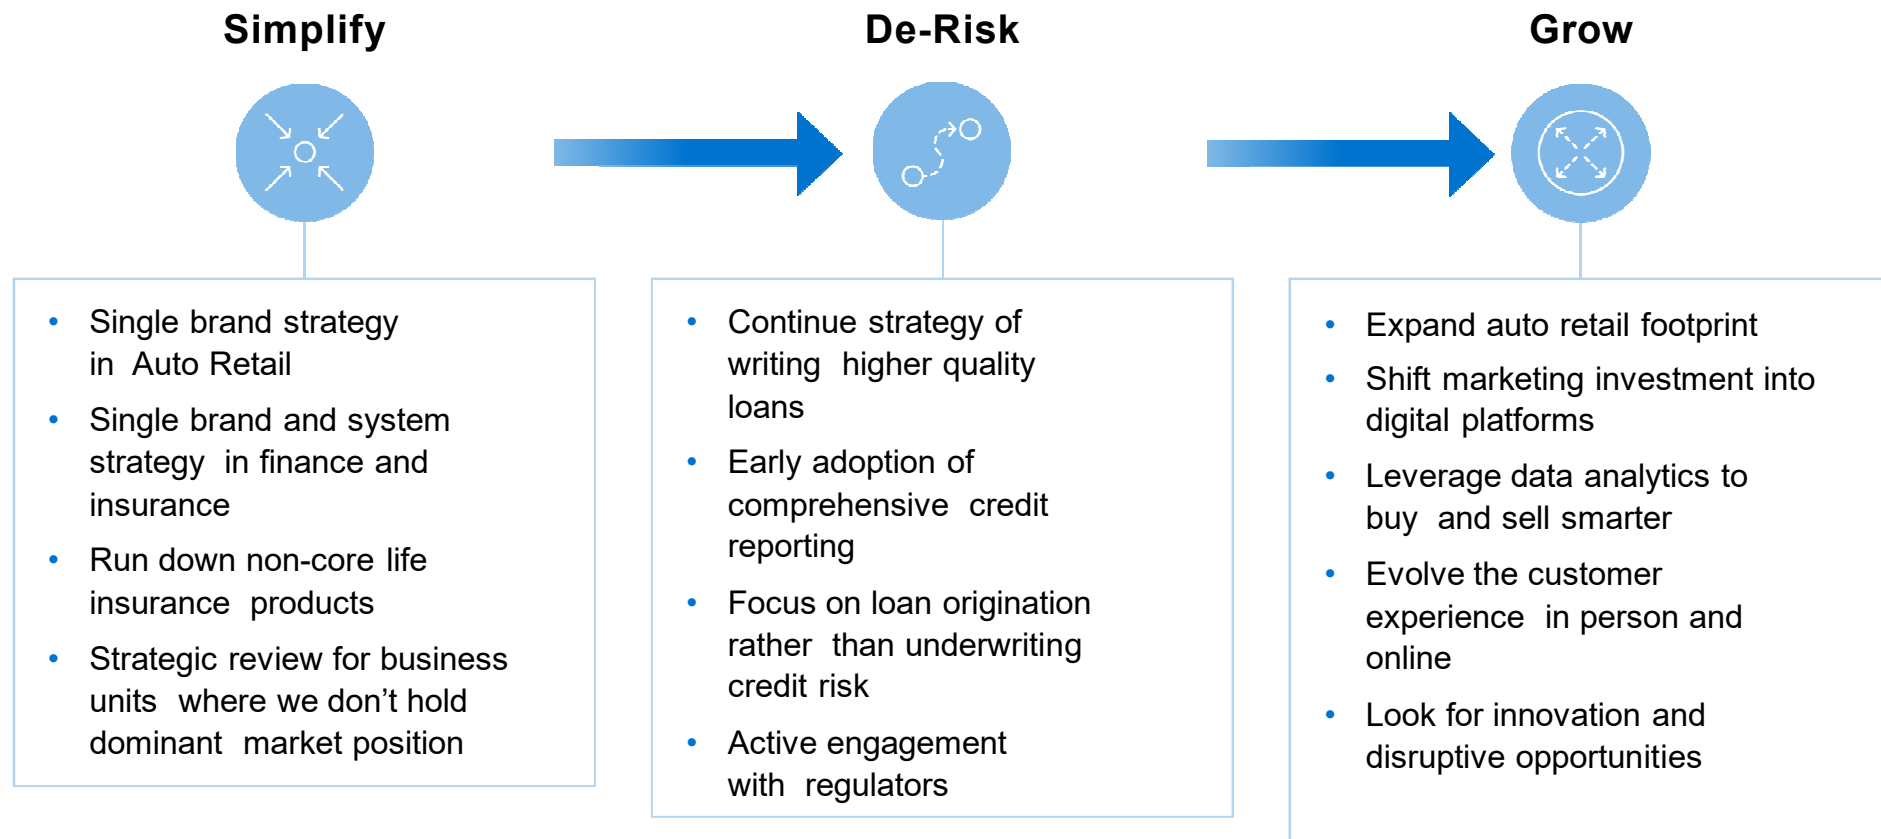 Simplify
De-Risk
Grow
• Single brand strategy
in Auto Retail
• Single brand and system
strategy in finance and
insurance
• Run down non-core life
insurance products
• Strategic review for business
units where we don’t hold
dominant market position
• Continue strategy of
writing higher quality
loans
• Early adoption of
comprehensive credit
reporting
• Focus on loan origination
rather than underwriting
credit risk
• Active engagement
with regulators
• Expand auto retail footprint
• Shift marketing investment into
digital platforms
• Leverage data analytics to
buy and sell smarter
• Evolve the customer
experience in person and
online
• Look for innovation and
disruptive opportunities